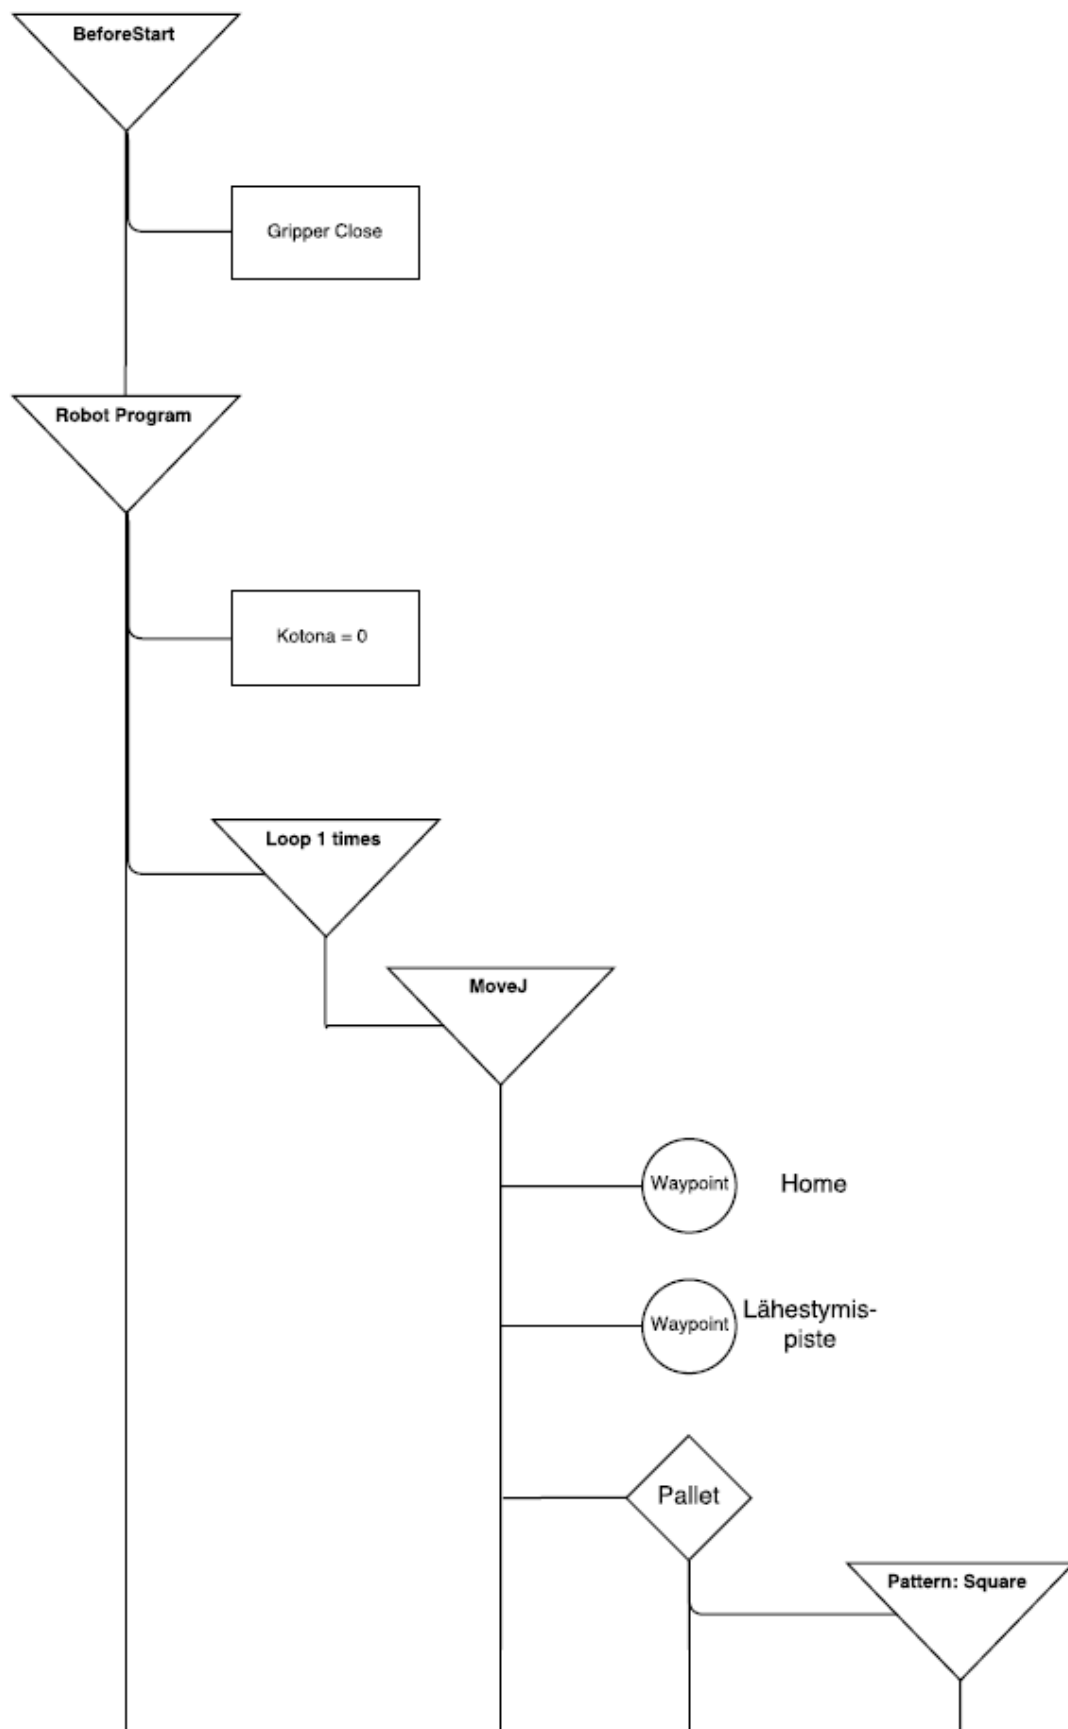 BeforeStart
Gripper Close
Robot Program
Kotona = 0
Loop 1 times
MoveJ
Waypoint
Home
Waypoint
Lähestymis-
piste
Pallet
Pattern: Square